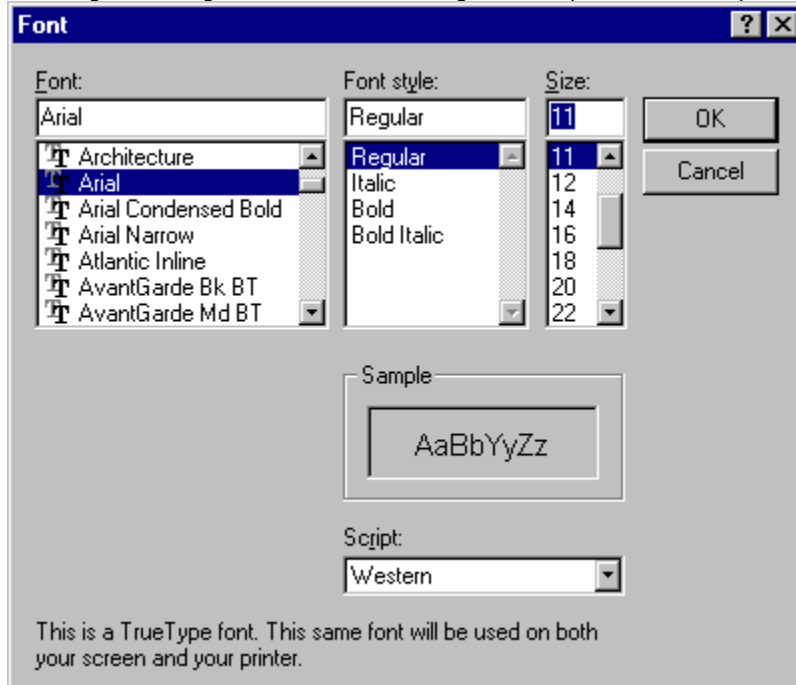 Font
Font: Font style: Size:
Arial Regular 11 OK
Architecture Regular 11 Cancel
Arial Italic 12
Arial Condensed Bold Bold 14
Arial Narrow Bold Italic 16
Atlantic Inline 18
AvantGarde Bk BT 20
AvantGarde Md BT 22
Sample
AaBbYyZz
Script:
Western
This is a TrueType font. This same font will be used on both
your screen and your printer.